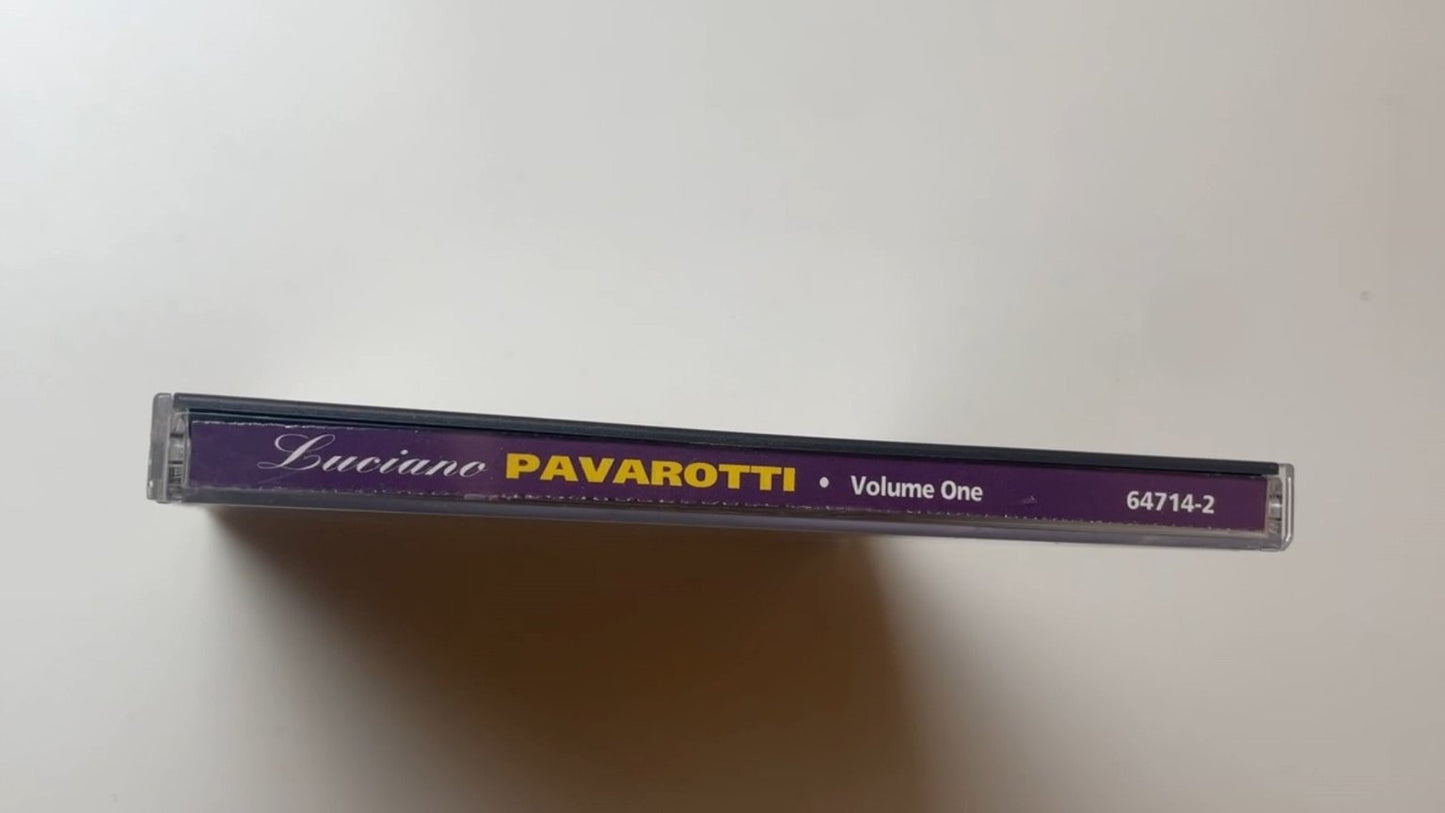 Luciano PAVAROTTI • Volume One 64714-2